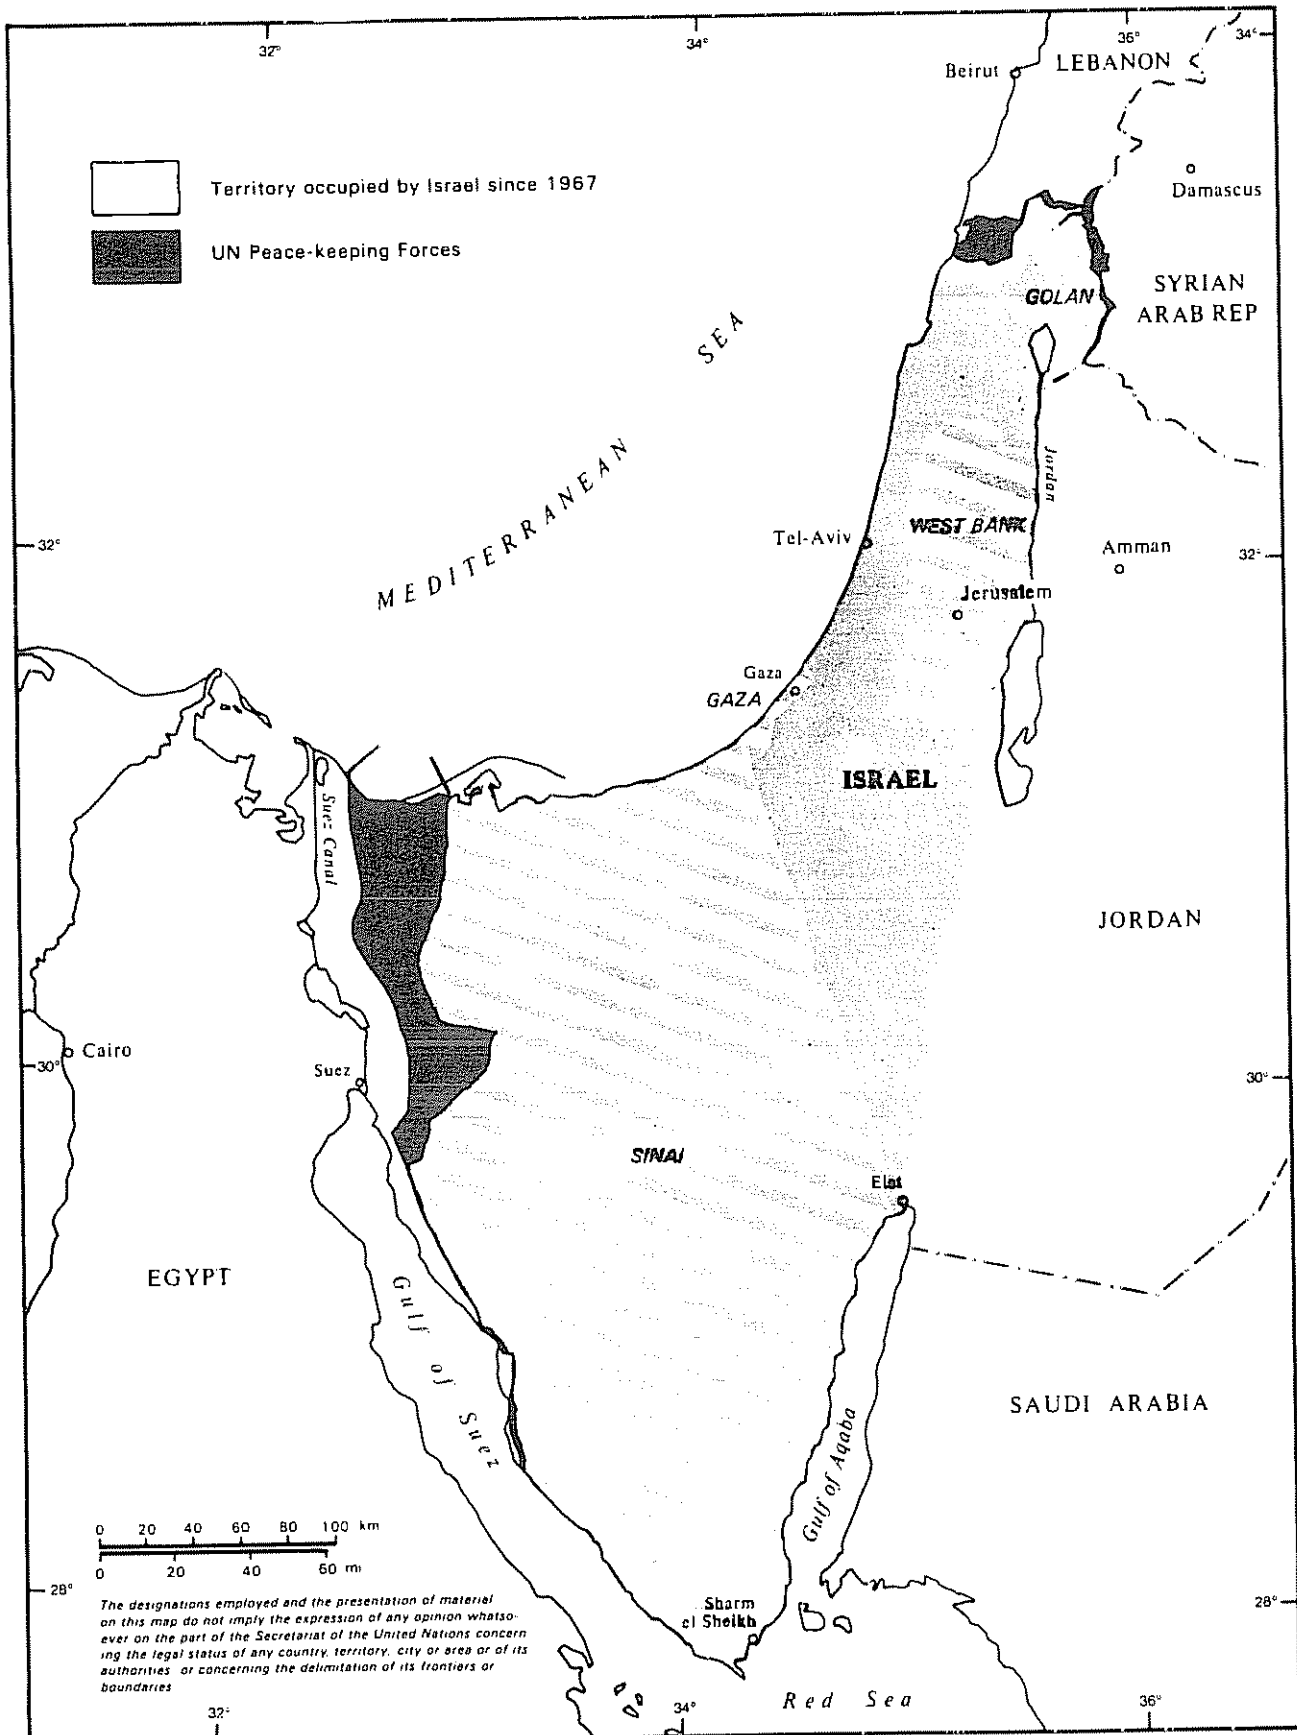 32°
34°
36°
34°
Beirut
LEBANON
Territory occupied by Israel since 1967
Damascus
UN Peace-keeping Forces
SYRIAN
ARAB REP
GOLAN
MEDITERRANEAN SEA
Jordan
WEST BANK
Tel-Aviv
32°
32°
Amman
Jerusalem
Gaza
GAZA
ISRAEL
Suez Canal
JORDAN
Cairo
30°
Suez
30°
SINAI
Elat
EGYPT
Gulf of Suez
SAUDI ARABIA
Gulf of Aqaba
0 20 40 60 80 100 km
0 20 40 60 mi
28°
28°
The designations employed and the presentation of material
on this map do not imply the expression of any opinion whatso-
ever on the part of the Secretariat of the United Nations concern
ing the legal status of any country, territory, city or area or of its
authorities or concerning the delimitation of its frontiers or
boundaries
Sharm
el Sheikh
Red Sea
32°
34°
36°